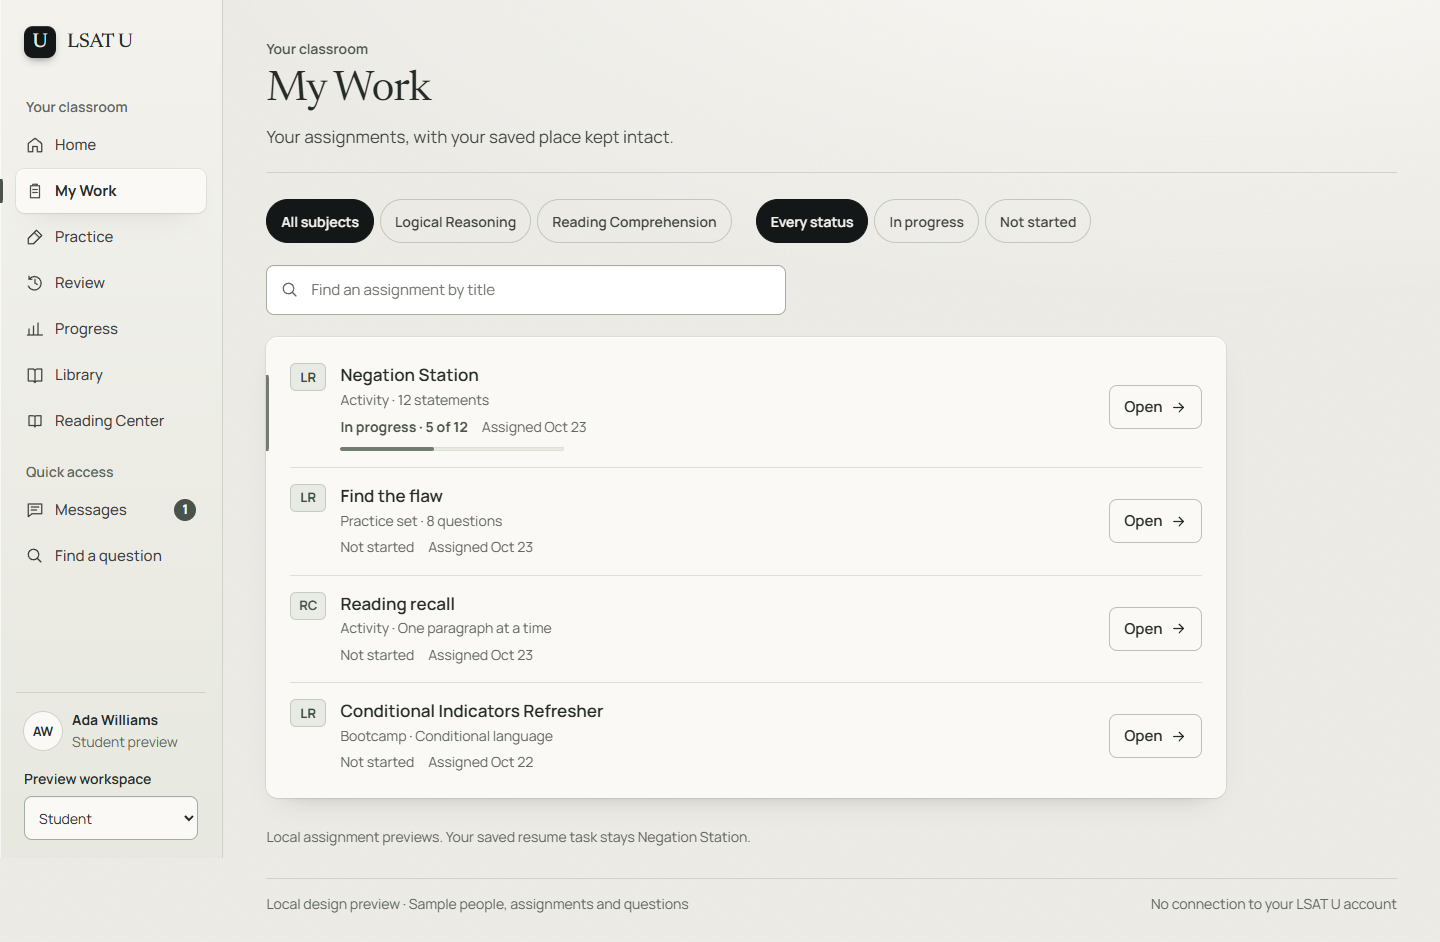 U LSAT U
Your classroom
Home
My Work
Practice
Review
Progress
Library
Reading Center
Quick access
Messages 1
Find a question
AW Ada Williams
Student preview
Preview workspace
Student
Your classroom
My Work
Your assignments, with your saved place kept intact.
All subjects Logical Reasoning Reading Comprehension Every status In progress Not started
Find an assignment by title
LR Negation Station
Activity · 12 statements
In progress · 5 of 12 Assigned Oct 23
Open →
LR Find the flaw
Practice set · 8 questions
Not started Assigned Oct 23
Open →
RC Reading recall
Activity · One paragraph at a time
Not started Assigned Oct 23
Open →
LR Conditional Indicators Refresher
Bootcamp · Conditional language
Not started Assigned Oct 22
Open →
Local assignment previews. Your saved resume task stays Negation Station.
Local design preview · Sample people, assignments and questions
No connection to your LSAT U account